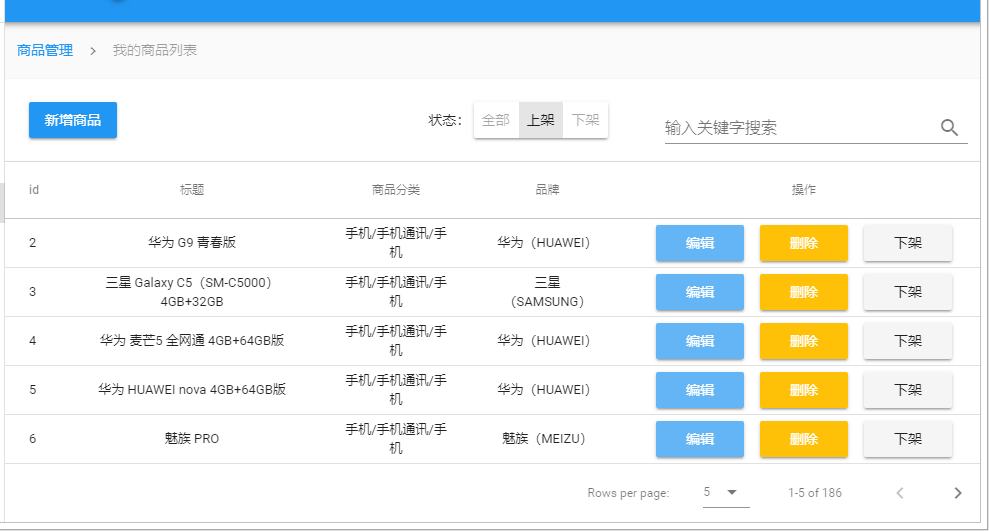 商品管理 > 我的商品列表
新增商品 状态： 全部 上架 下架 输入关键字搜索
id 标题 商品分类 品牌 操作
2 华为 G9 青春版 手机/手机通讯/手 华为（HUAWEI） 编辑 删除 下架
机
3 三星 Galaxy C5（SM-C5000） 手机/手机通讯/手 三星 编辑 删除 下架
4GB+32GB 机 （SAMSUNG）
4 华为 麦芒5 全网通 4GB+64GB版 手机/手机通讯/手 华为（HUAWEI） 编辑 删除 下架
机
5 华为 HUAWEI nova 4GB+64GB版 手机/手机通讯/手 华为（HUAWEI） 编辑 删除 下架
机
6 魅族 PRO 手机/手机通讯/手 魅族（MEIZU） 编辑 删除 下架
机
Rows per page: 5 1-5 of 186